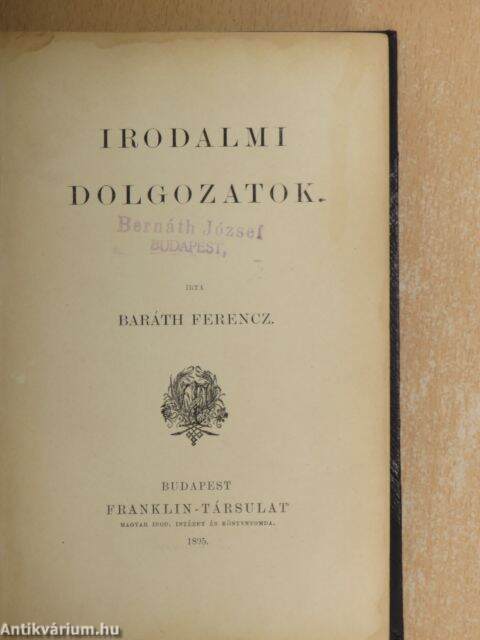 IRODALMI
DOLGOZATOK.
Bernáth József
BUDAPEST,
IRTA
BARÁTH FERENCZ.
BUDAPEST
FRANKLIN-TÁRSULAT
MAGYAR IROD. INTÉZET ÉS KÖNYVNYOMDA.
1895.
Antikvárium.hu